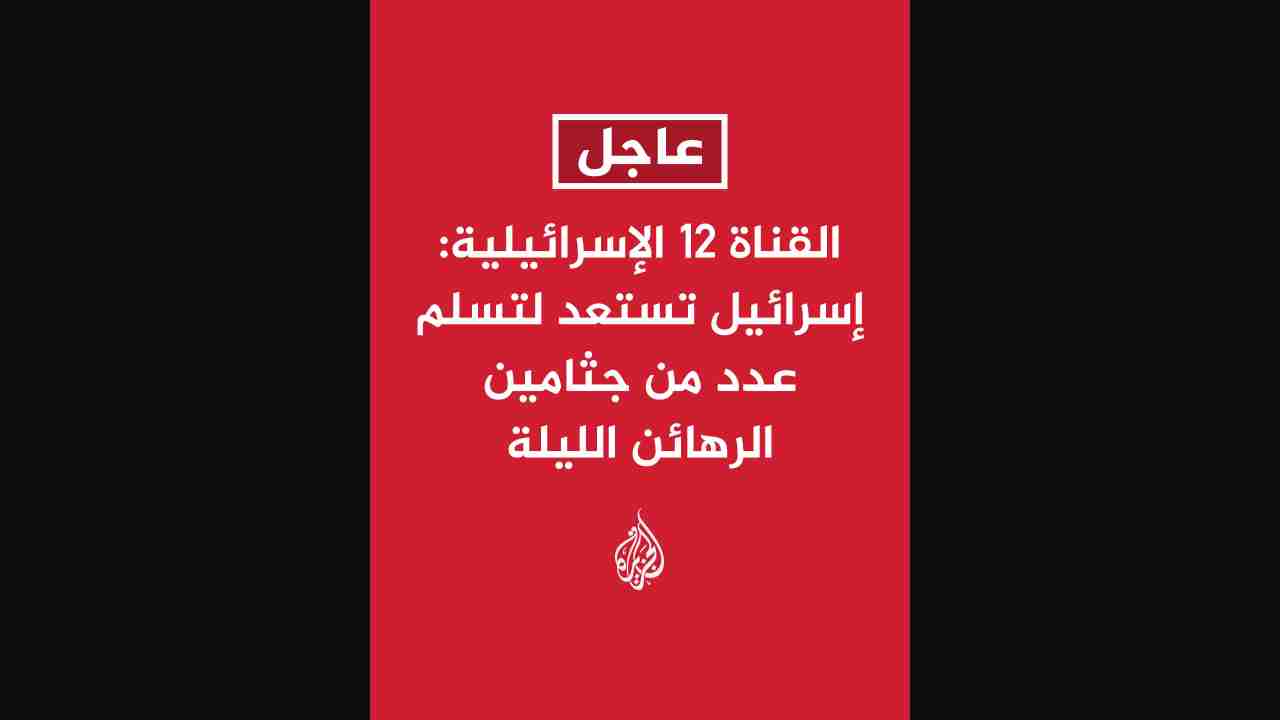 عاجل
القناة 12 الإسرائيلية:
إسرائيل تستعد لتسلم
عدد من جثامين
الرهائن الليلة
الجزيرة